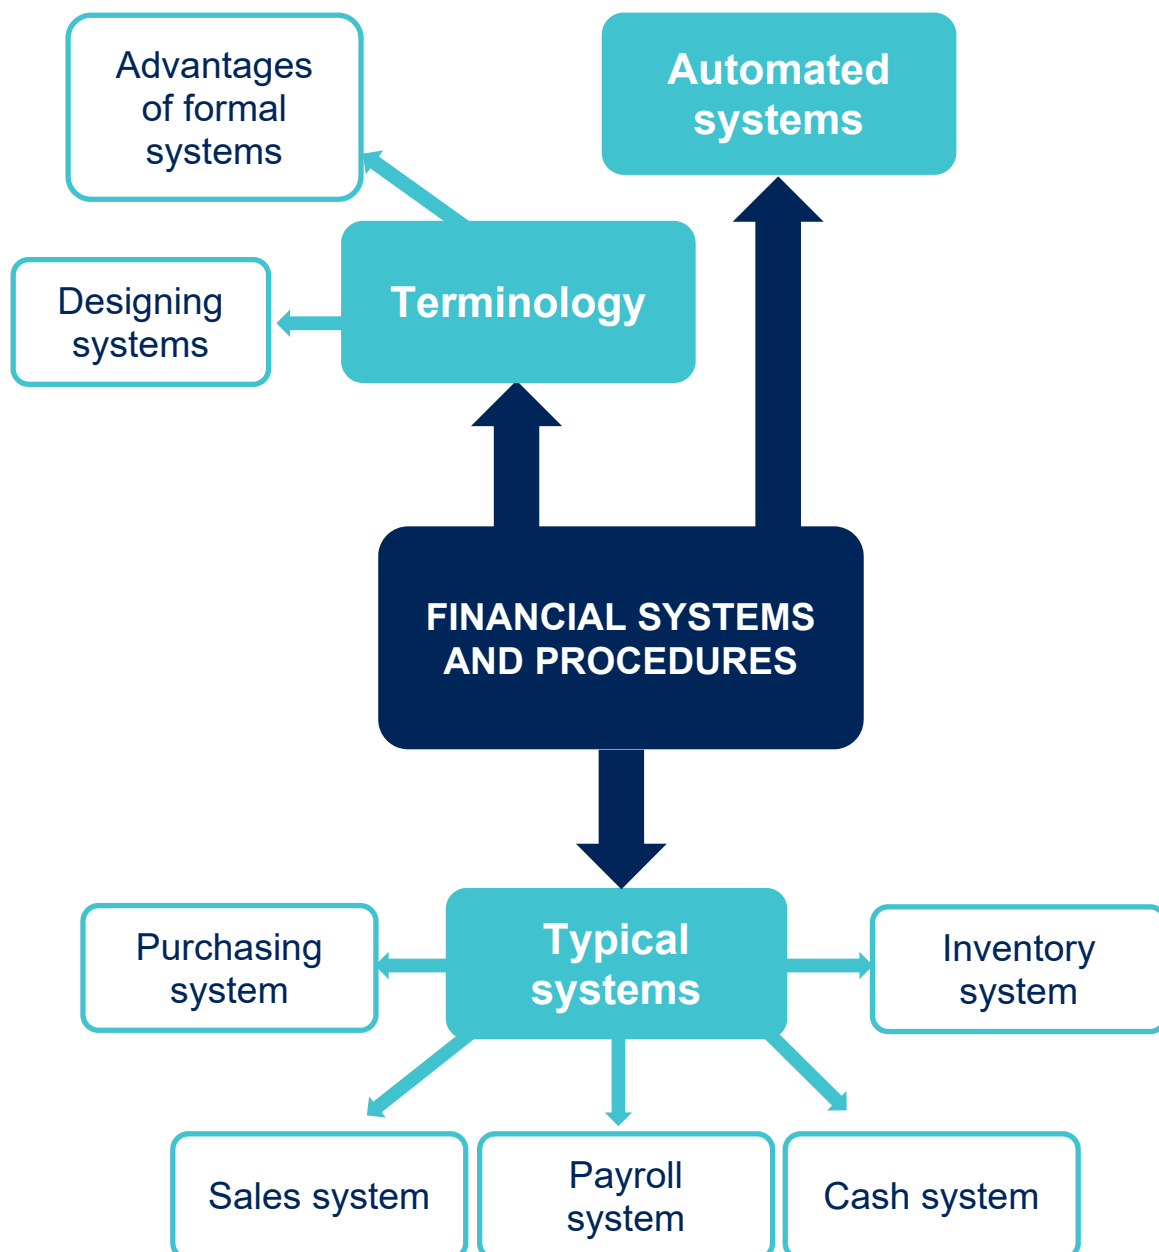 Advantages
of formal
systems
Automated
systems
Designing
systems
Terminology
FINANCIAL SYSTEMS
AND PROCEDURES
Purchasing
system
Typical
systems
Inventory
system
Sales system
Payroll
system
Cash system